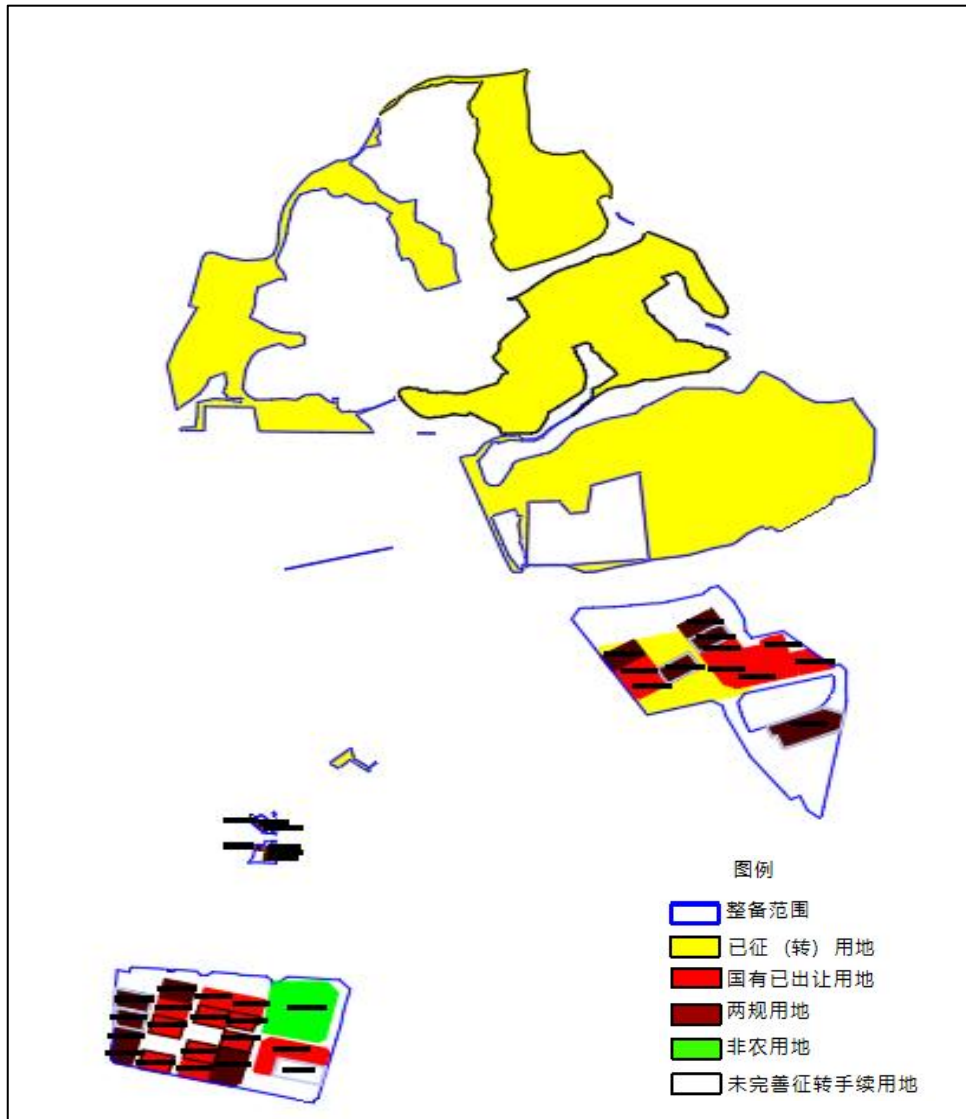 图例
整备范围
已征（转）用地
国有已出让用地
两规用地
非农用地
未完善征转手续用地